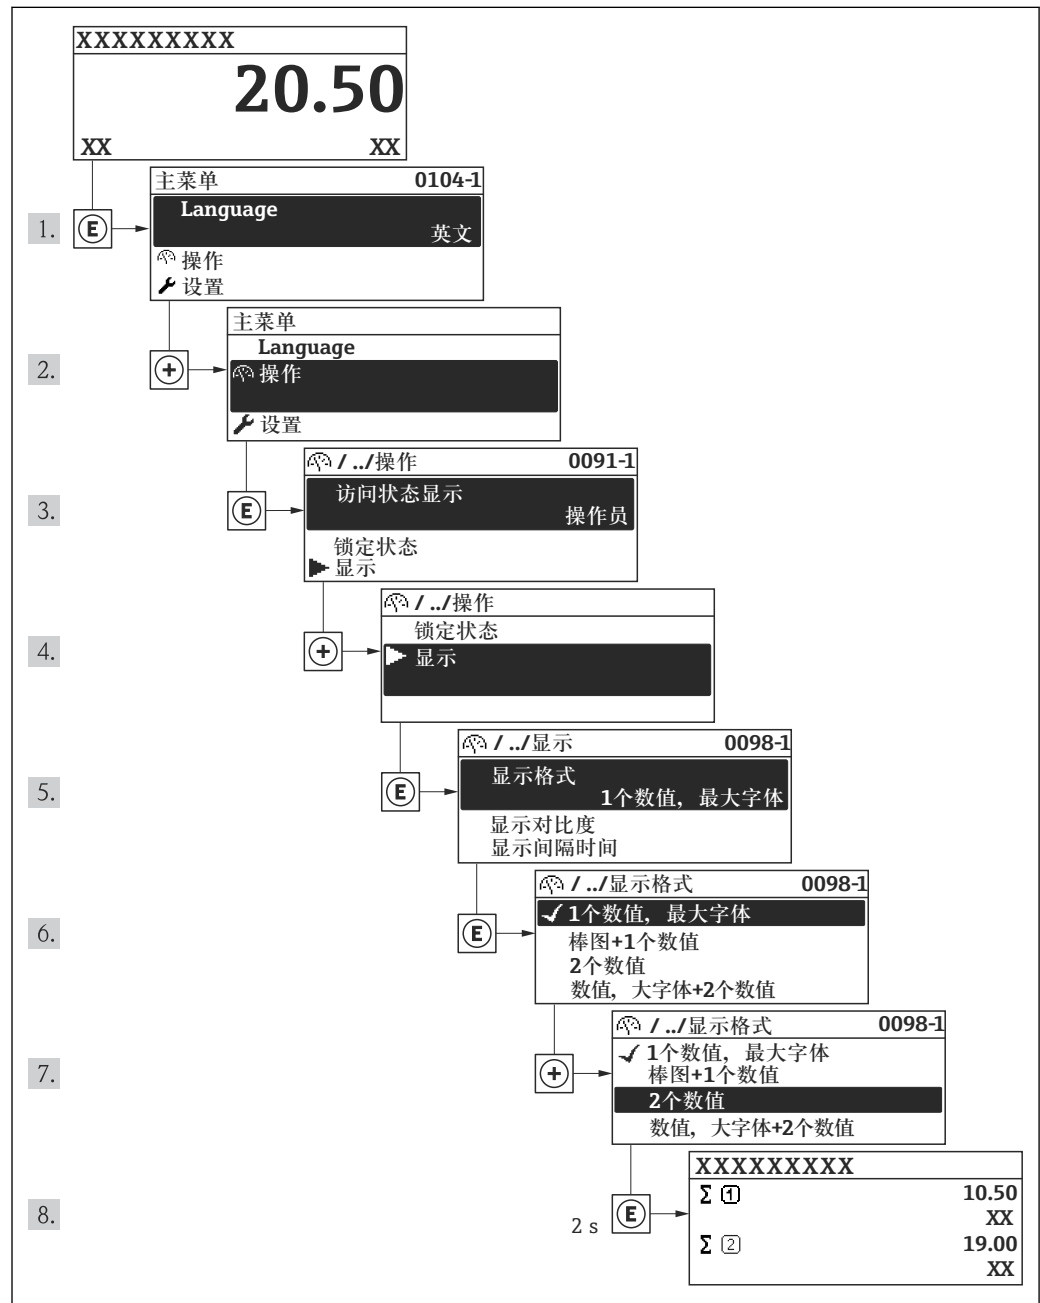 XXXXXXXXX
20.50
XX XX
主菜单 0104-1
Language
1. E 英文
操作
设置
主菜单
Language
2. + 操作
设置
/ ../操作 0091-1
访问状态显示
3. E 操作员
锁定状态
显示
/ ../操作
锁定状态
4. + 显示
/ ../显示 0098-1
显示格式
5. E 1个数值，最大字体
显示对比度
显示间隔时间
/ ../显示格式 0098-1
1个数值，最大字体
6. E 棒图+1个数值
2个数值
数值，大字体+2个数值
/ ../显示格式 0098-1
1个数值，最大字体
7. + 棒图+1个数值
2个数值
数值，大字体+2个数值
XXXXXXXXX
Σ 1 10.50
8. 2 s E XX
Σ 2 19.00
XX